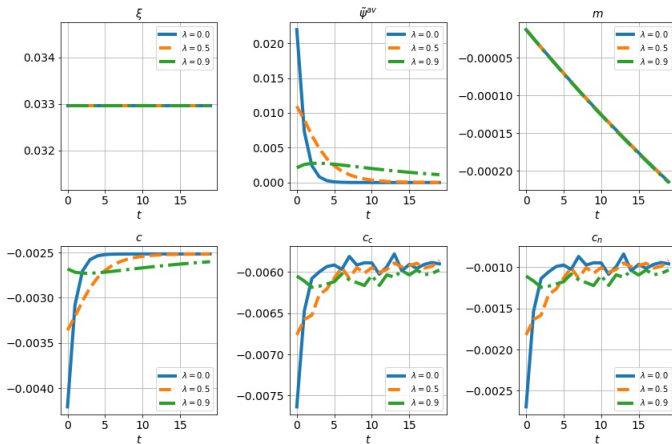 ξ
0.034
0.033
0.032
0 5 10 15
t
λ = 0.0
λ = 0.5
λ = 0.9
ψ̃ᵃᵛ
0.020
0.015
0.010
0.005
0.000
0 5 10 15
t
λ = 0.0
λ = 0.5
λ = 0.9
m
−0.00005
−0.00010
−0.00015
−0.00020
0 5 10 15
t
λ = 0.0
λ = 0.5
λ = 0.9
c
−0.0025
−0.0030
−0.0035
−0.0040
0 5 10 15
t
λ = 0.0
λ = 0.5
λ = 0.9
c_c
−0.0060
−0.0065
−0.0070
−0.0075
0 5 10 15
t
λ = 0.0
λ = 0.5
λ = 0.9
c_n
−0.0010
−0.0015
−0.0020
−0.0025
0 5 10 15
t
λ = 0.0
λ = 0.5
λ = 0.9